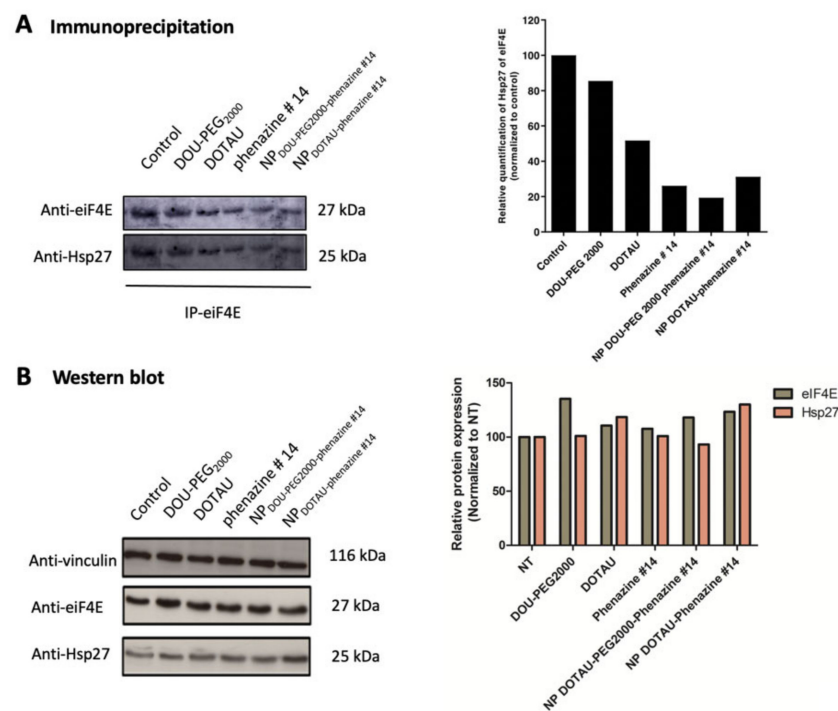 A Immunoprecipitation
Control
DOU-PEG2000
DOTAU
phenazine # 14
NPDOU-PEG2000-phenazine #14
NPDOTAU-phenazine #14
Anti-eiF4E
27 kDa
Anti-Hsp27
25 kDa
IP-eiF4E
Relative quantification of Hsp27 of eIF4E
(normalized to control)
120
100
80
60
40
20
0
Control
DOU-PEG 2000
DOTAU
Phenazine # 14
NP DOU-PEG 2000 phenazine #14
NP DOTAU-phenazine #14
B Western blot
Control
DOU-PEG2000
DOTAU
phenazine # 14
NPDOU-PEG2000-phenazine #14
NPDOTAU-phenazine #14
Anti-vinculin
116 kDa
Anti-eiF4E
27 kDa
Anti-Hsp27
25 kDa
Relative protein expression
(Normalized to NT)
150
100
50
0
NT
DOU-PEG2000
DOTAU
Phenazine #14
NP DOTAU-PEG2000-Phenazine #14
NP DOTAU-Phenazine #14
eIF4E
Hsp27